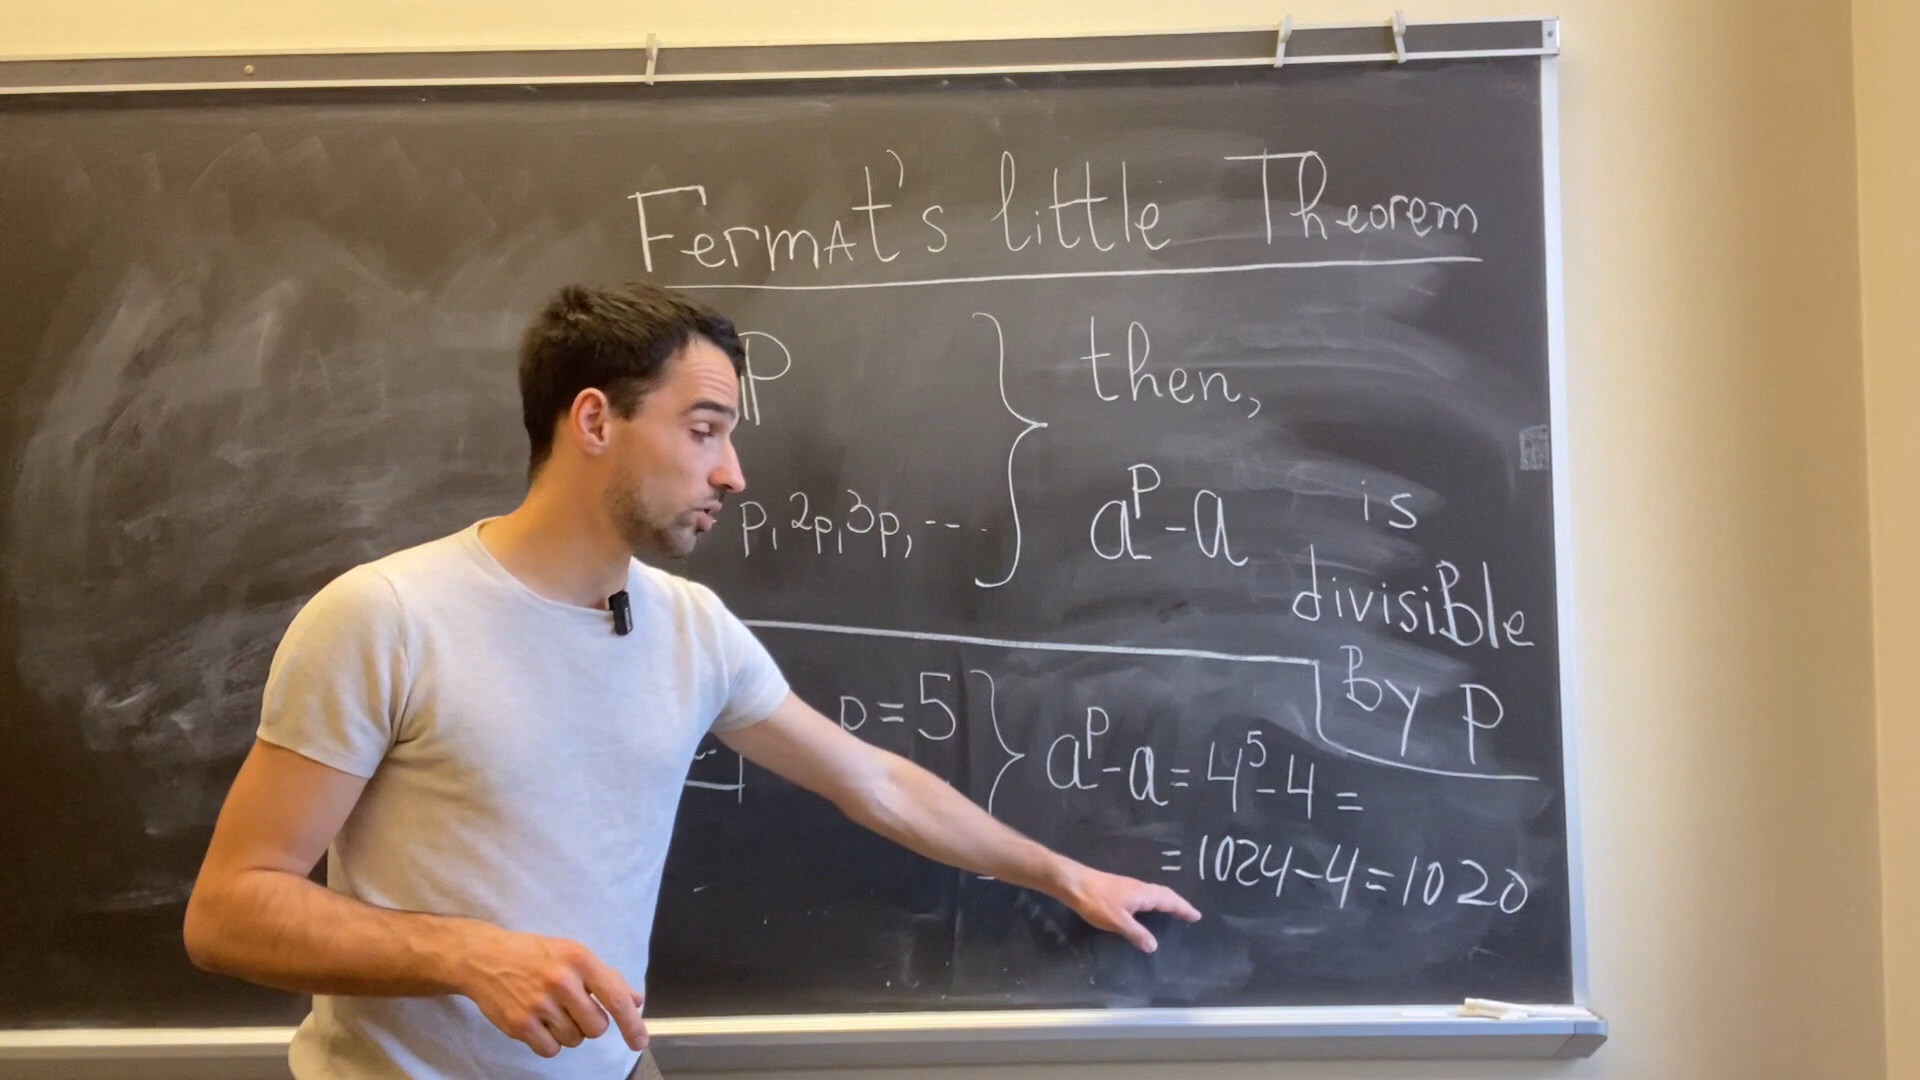 Fermat's little Theorem
P
then,
p, 2p, 3p, ...
a^p - a is
divisible
By p
p = 5
a^p - a = 4^5 - 4 =
= 1024 - 4 = 1020